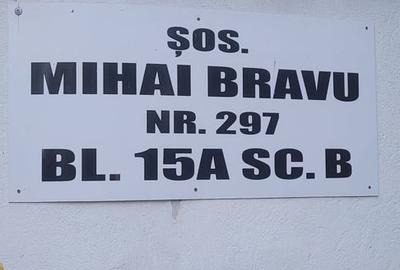 ȘOS.
MIHAI BRAVU
NR. 297
BL. 15A SC. B